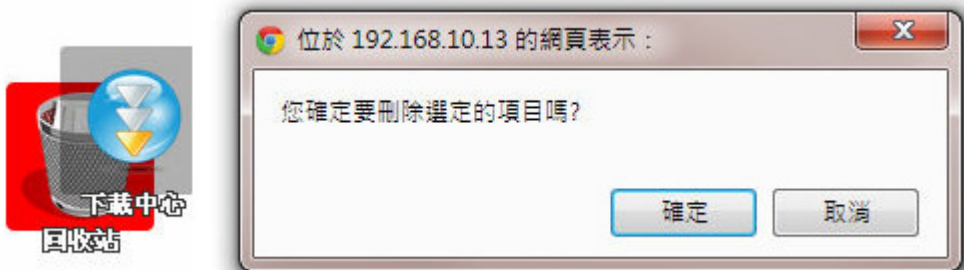 下載中心
回收站
位於 192.168.10.13 的網頁表示：
您確定要刪除選定的項目嗎?
確定
取消